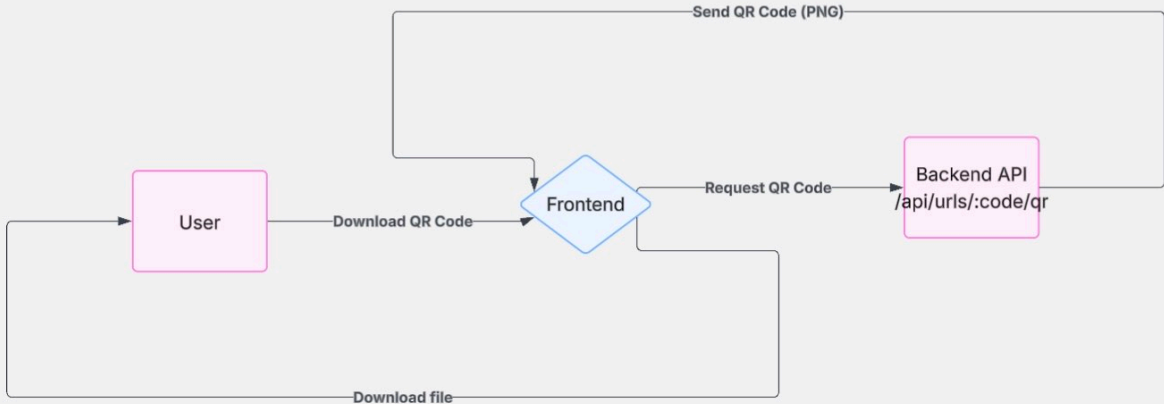 Send QR Code (PNG)
Backend API
/api/urls/:code/qr
Request QR Code
Frontend
User
Download QR Code
Download file